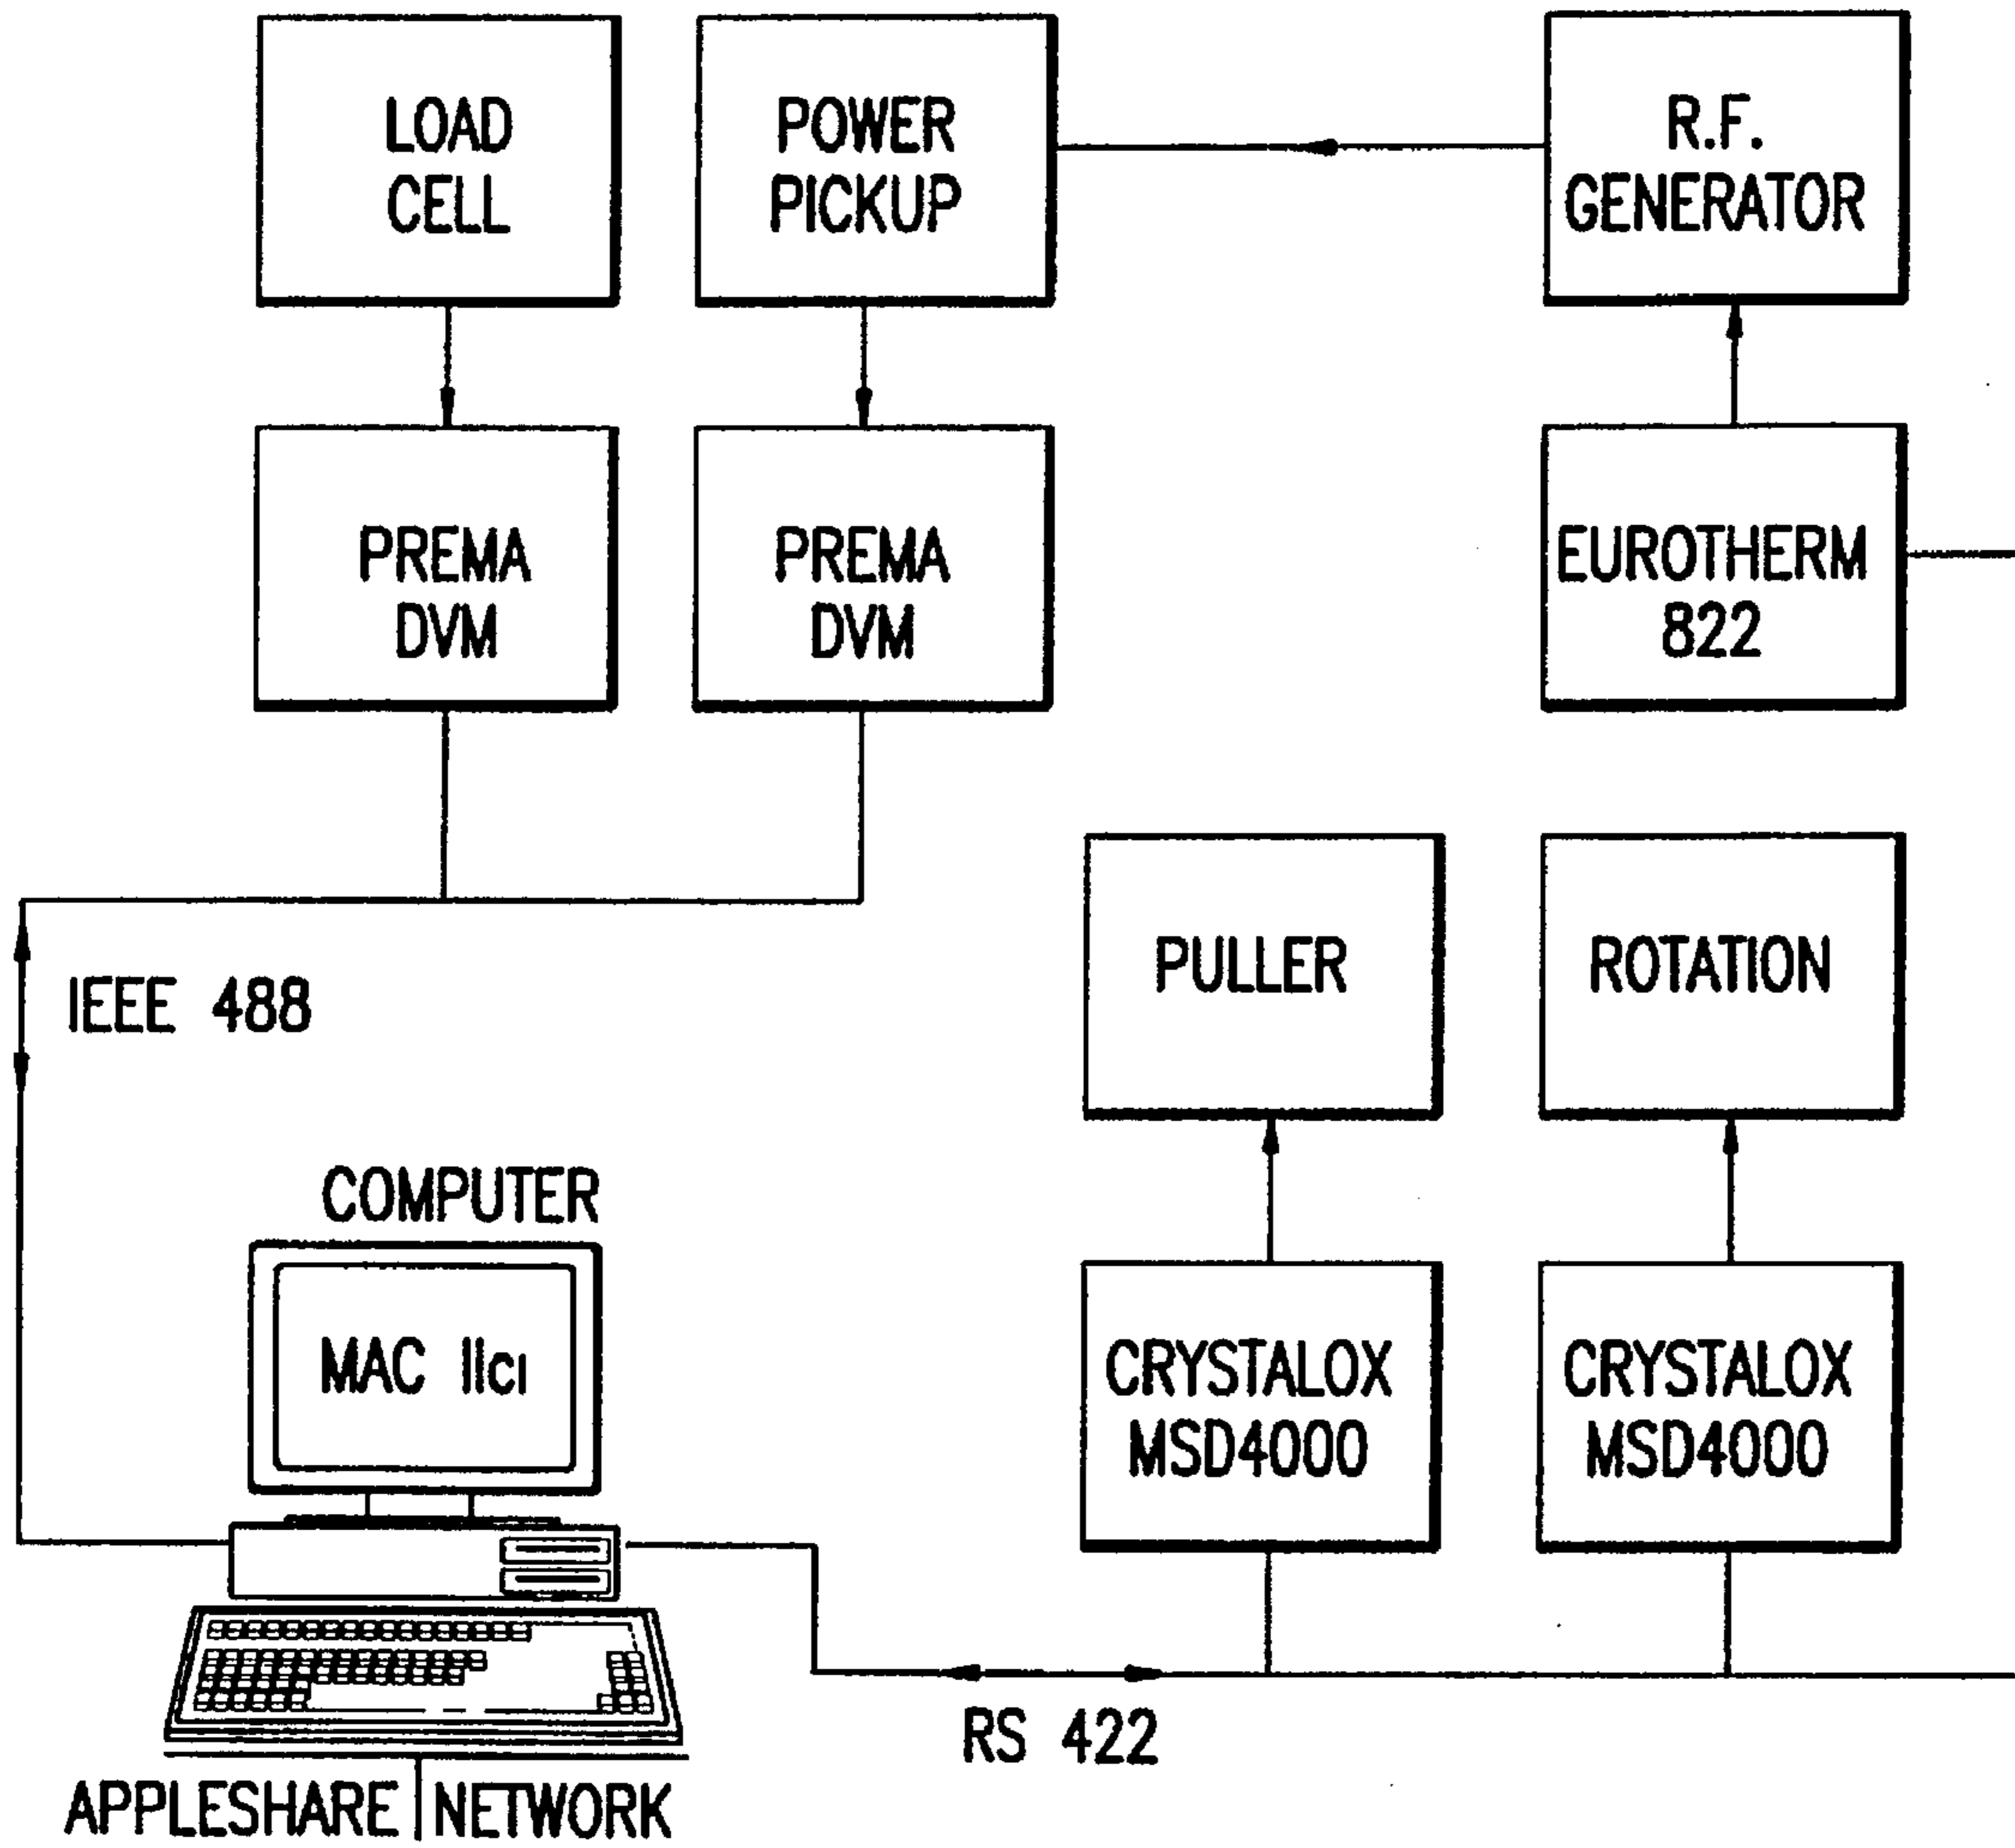 LOAD
CELL
POWER
PICKUP
R.F.
GENERATOR
PREMA
DVM
PREMA
DVM
EUROTHERM
822
IEEE 488
PULLER
ROTATION
COMPUTER
MAC IIcı
CRYSTALOX
MSD4000
CRYSTALOX
MSD4000
RS 422
APPLESHARE NETWORK